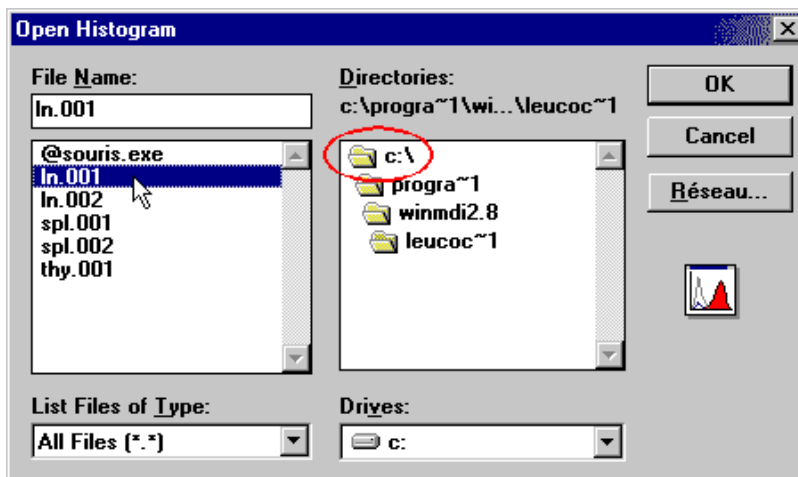 Open Histogram
File Name:
ln.001
@souris.exe
ln.001
ln.002
spl.001
spl.002
thy.001
List Files of Type:
All Files (*.*)
Directories:
c:\progra~1\wi...\leucoc~1
c:\
progra~1
winmdi2.8
leucoc~1
Drives:
c:
OK
Cancel
Réseau...